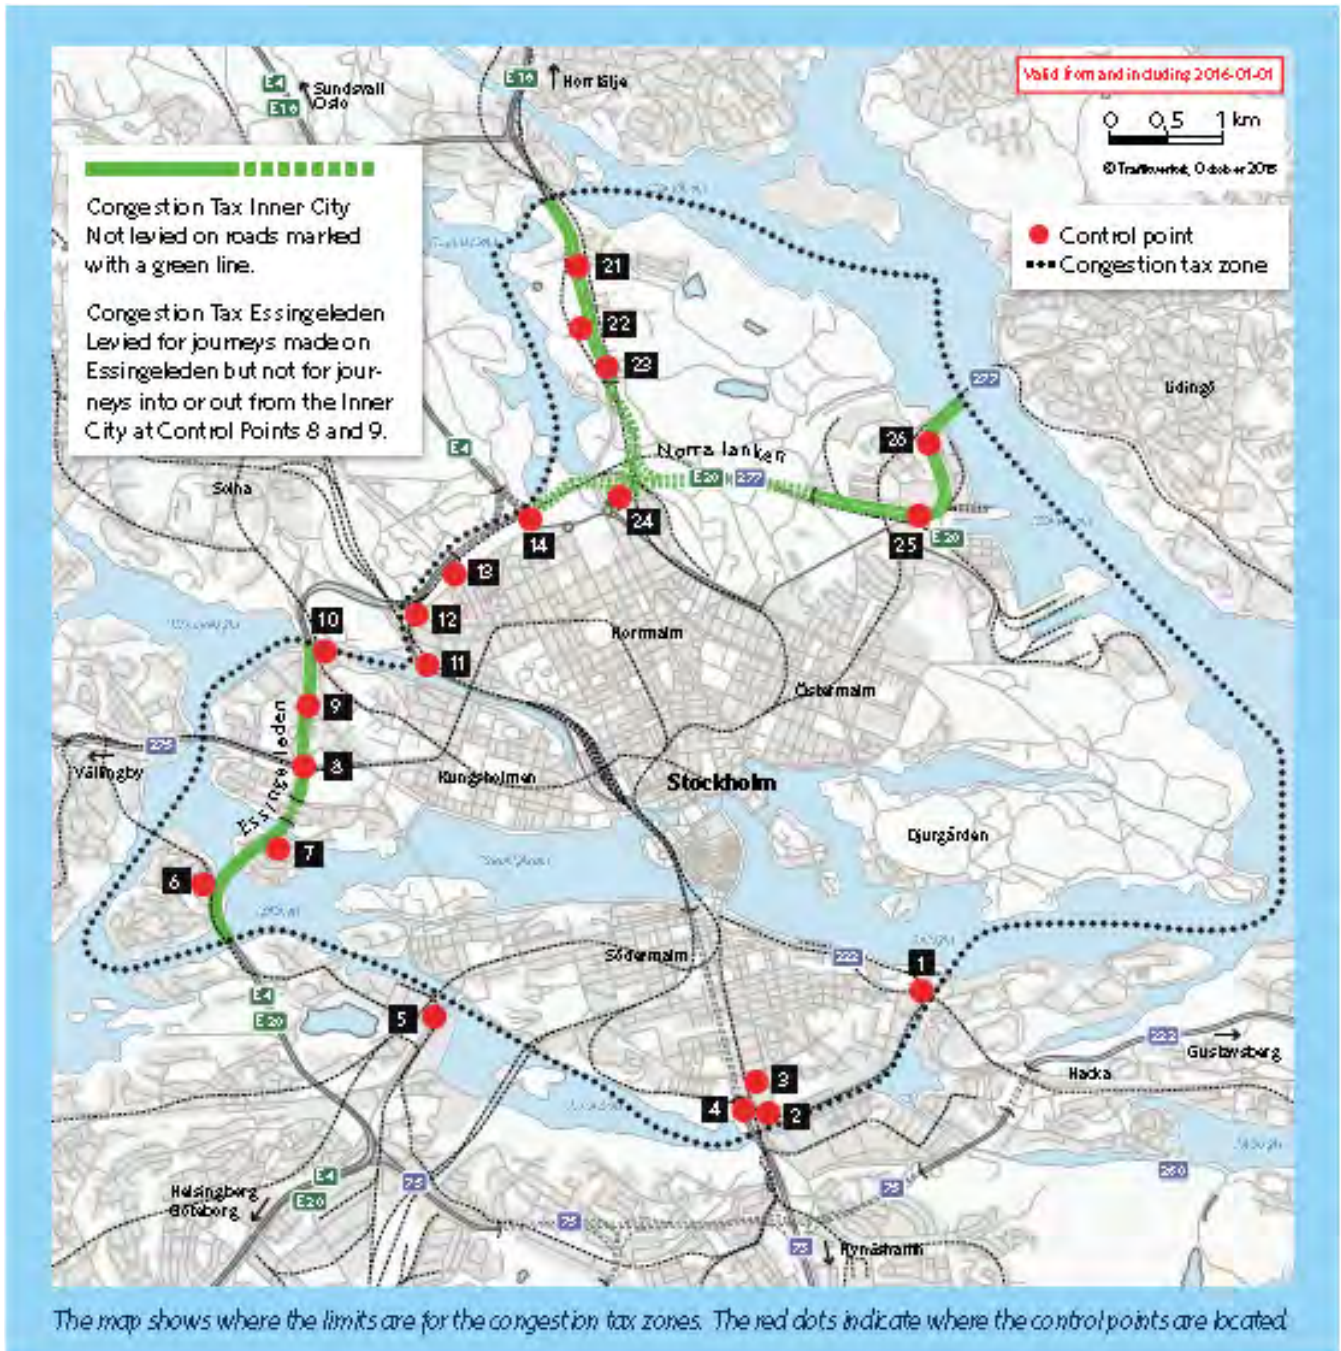 E4
E16
↑
Sundsvall
Oslo
E18
Norrtälje
Valid from and including 2016-01-01
0 0,5 1 km
© Trafikverket, October 2015
Congestion Tax Inner City
Not levied on roads marked
with a green line.
Congestion Tax Essingeleden
Levied for journeys made on
Essingeleden but not for jour-
neys into or out from the Inner
City at Control Points 8 and 9.
Control point
Congestion tax zone
21
22
23
277
Lidingö
26
E4
Norra länken
E20 277
Solna
24
14
25
E20
13
12
10
11
Norrmalm
9
Östermalm
275
Vällingby
8
Essingeleden
Kungsholmen
Stockholm
Djurgården
7
6
Södermalm
222
1
E4
E20
5
222
Gustavsberg
Nacka
3
4
2
E4
E20
Helsingborg
Göteborg
75
75
75
73
Nynäshamn
260
The map shows where the limits are for the congestion tax zones. The red dots indicate where the control points are located.